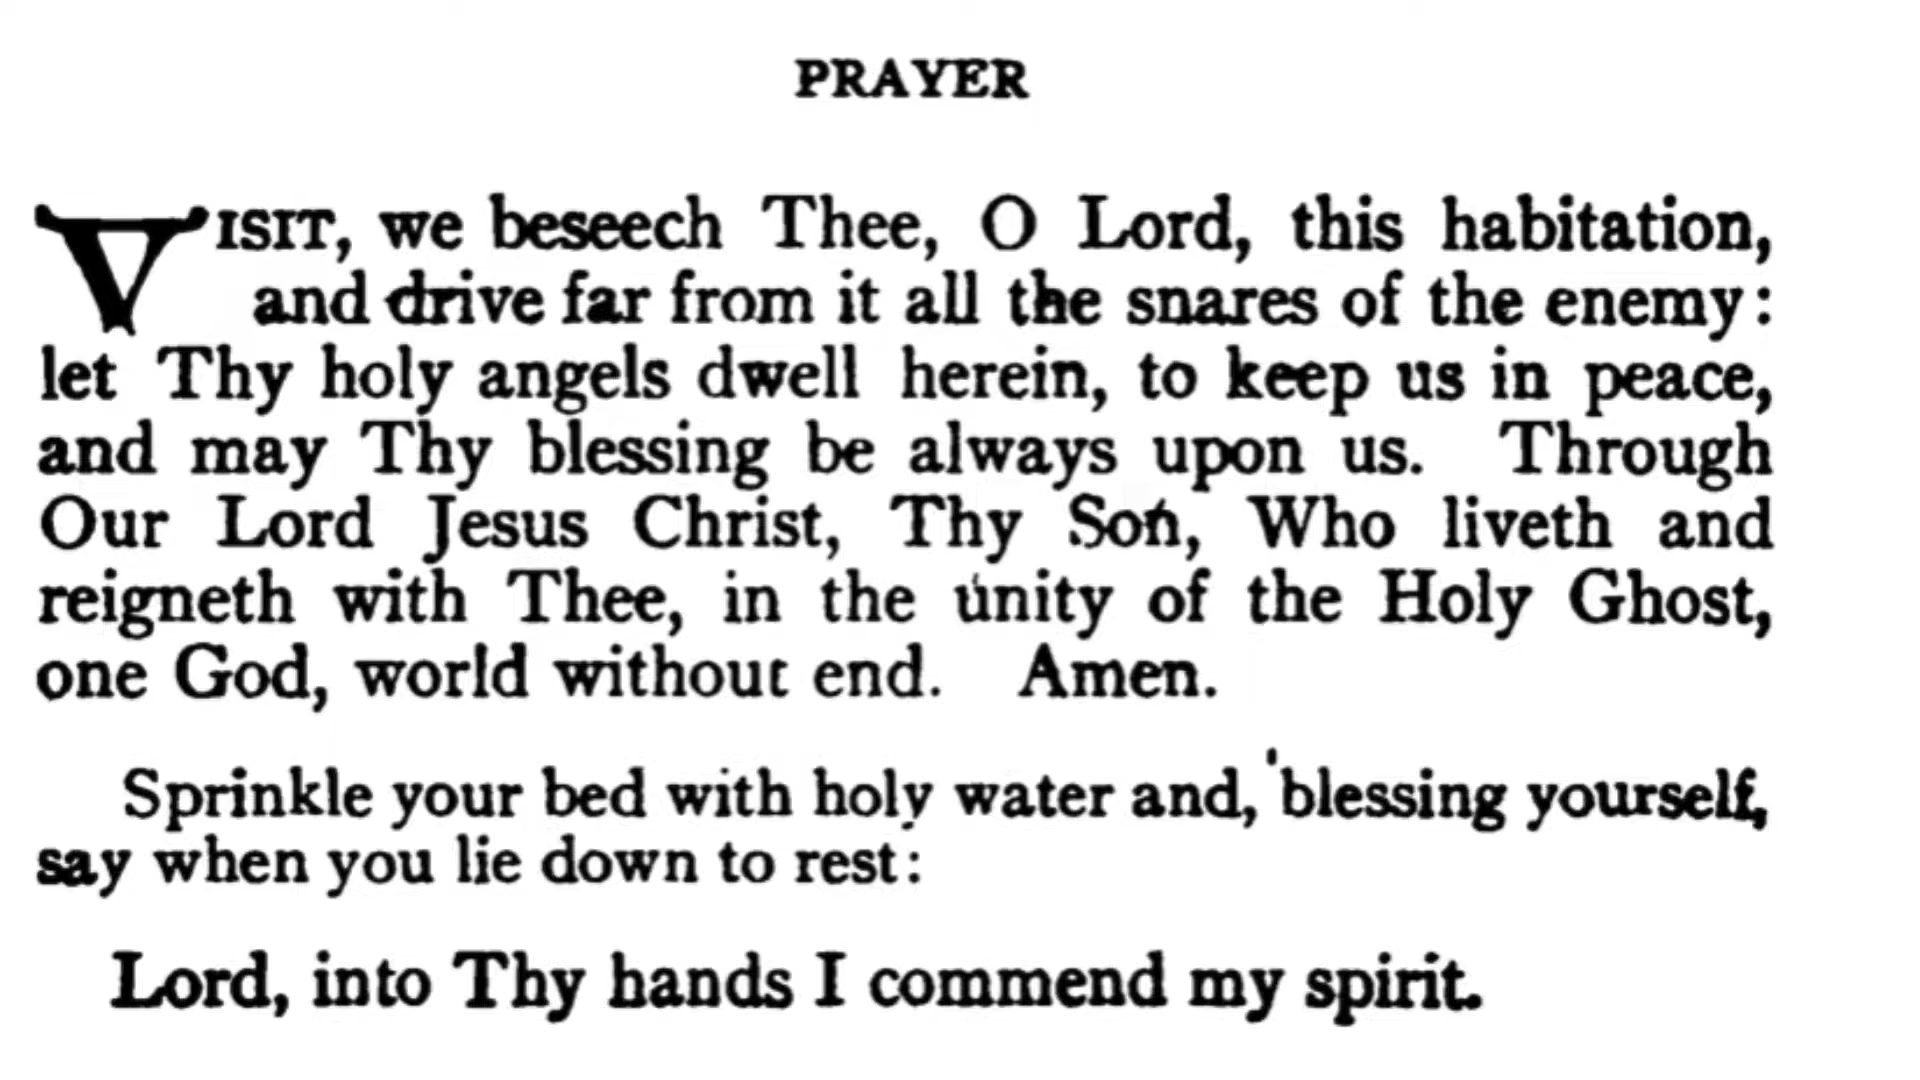 PRAYER
VISIT, we beseech Thee, O Lord, this habitation,
and drive far from it all the snares of the enemy:
let Thy holy angels dwell herein, to keep us in peace,
and may Thy blessing be always upon us. Through
Our Lord Jesus Christ, Thy Son, Who liveth and
reigneth with Thee, in the unity of the Holy Ghost,
one God, world without end. Amen.
Sprinkle your bed with holy water and, blessing yourself,
say when you lie down to rest:
Lord, into Thy hands I commend my spirit.